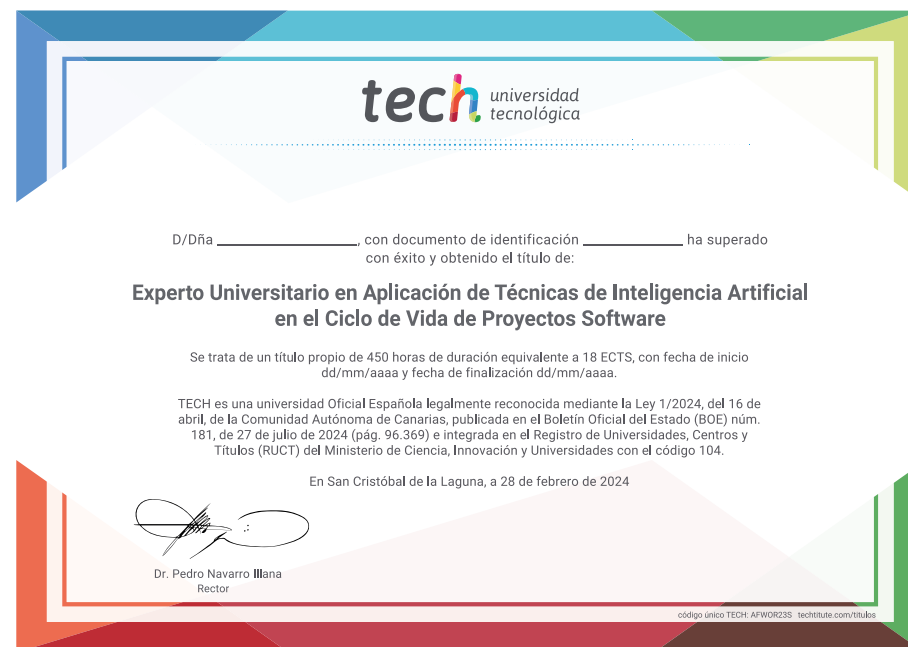 tech universidad
tecnológica
D/Dña ____________, con documento de identificación ____________ ha superado
con éxito y obtenido el título de:
Experto Universitario en Aplicación de Técnicas de Inteligencia Artificial
en el Ciclo de Vida de Proyectos Software
Se trata de un título propio de 450 horas de duración equivalente a 18 ECTS, con fecha de inicio
dd/mm/aaaa y fecha de finalización dd/mm/aaaa.
TECH es una universidad Oficial Española legalmente reconocida mediante la Ley 1/2024, del 16 de
abril, de la Comunidad Autónoma de Canarias, publicada en el Boletín Oficial del Estado (BOE) núm.
181, de 27 de julio de 2024 (pág. 96.369) e integrada en el Registro de Universidades, Centros y
Títulos (RUCT) del Ministerio de Ciencia, Innovación y Universidades con el código 104.
En San Cristóbal de la Laguna, a 28 de febrero de 2024
Dr. Pedro Navarro Illana
Rector
código único TECH: AFWOR23S techtitute.com/titulos